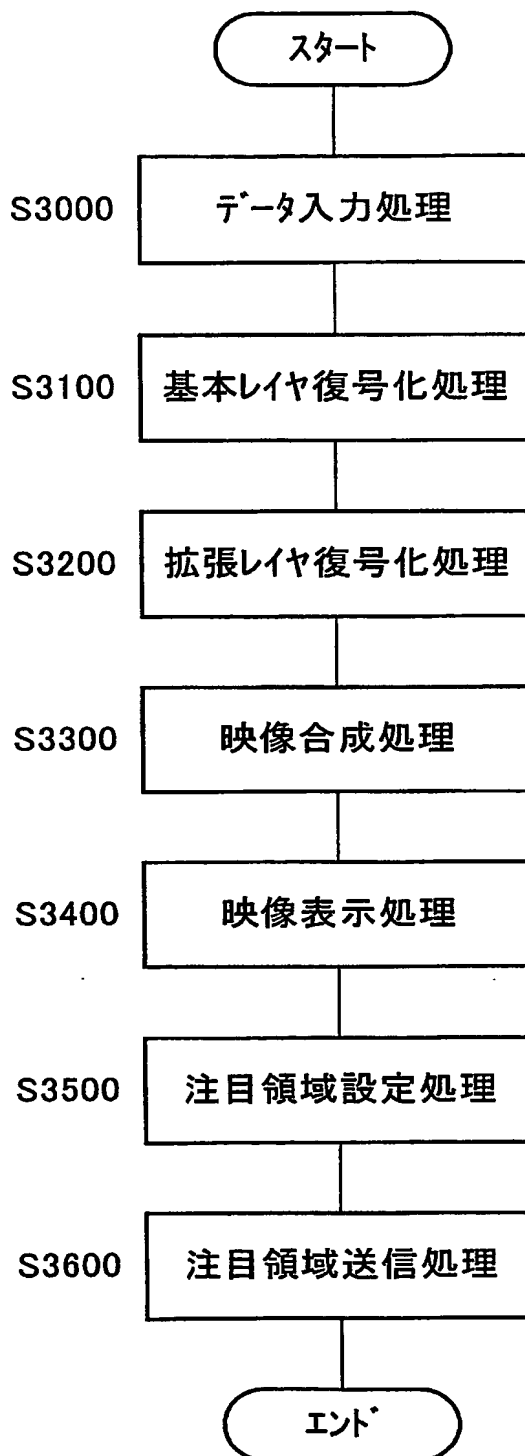 スタート
S3000 データ入力処理
S3100 基本レイヤ復号化処理
S3200 拡張レイヤ復号化処理
S3300 映像合成処理
S3400 映像表示処理
S3500 注目領域設定処理
S3600 注目領域送信処理
エンド